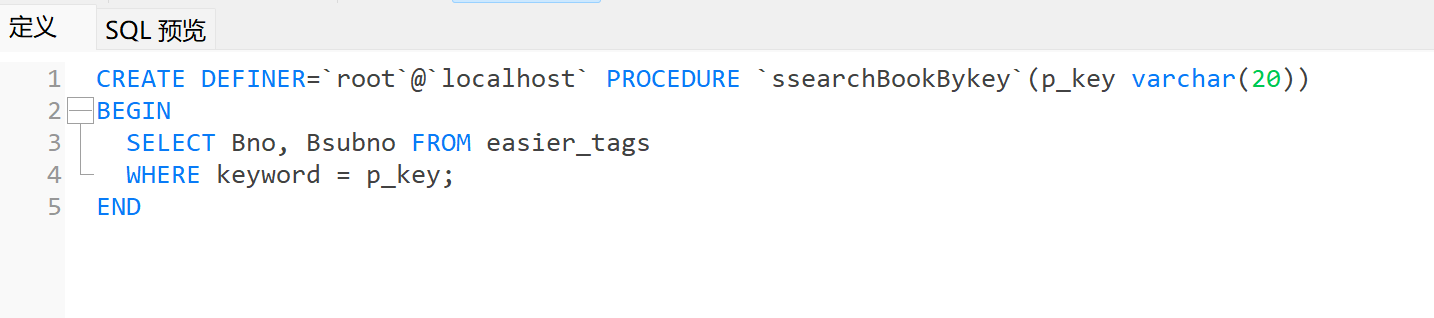 定义
SQL 预览
1 CREATE DEFINER=`root`@`localhost` PROCEDURE `ssearchBookBykey`(p_key varchar(20))
2 BEGIN
3 SELECT Bno, Bsubno FROM easier_tags
4 WHERE keyword = p_key;
5 END